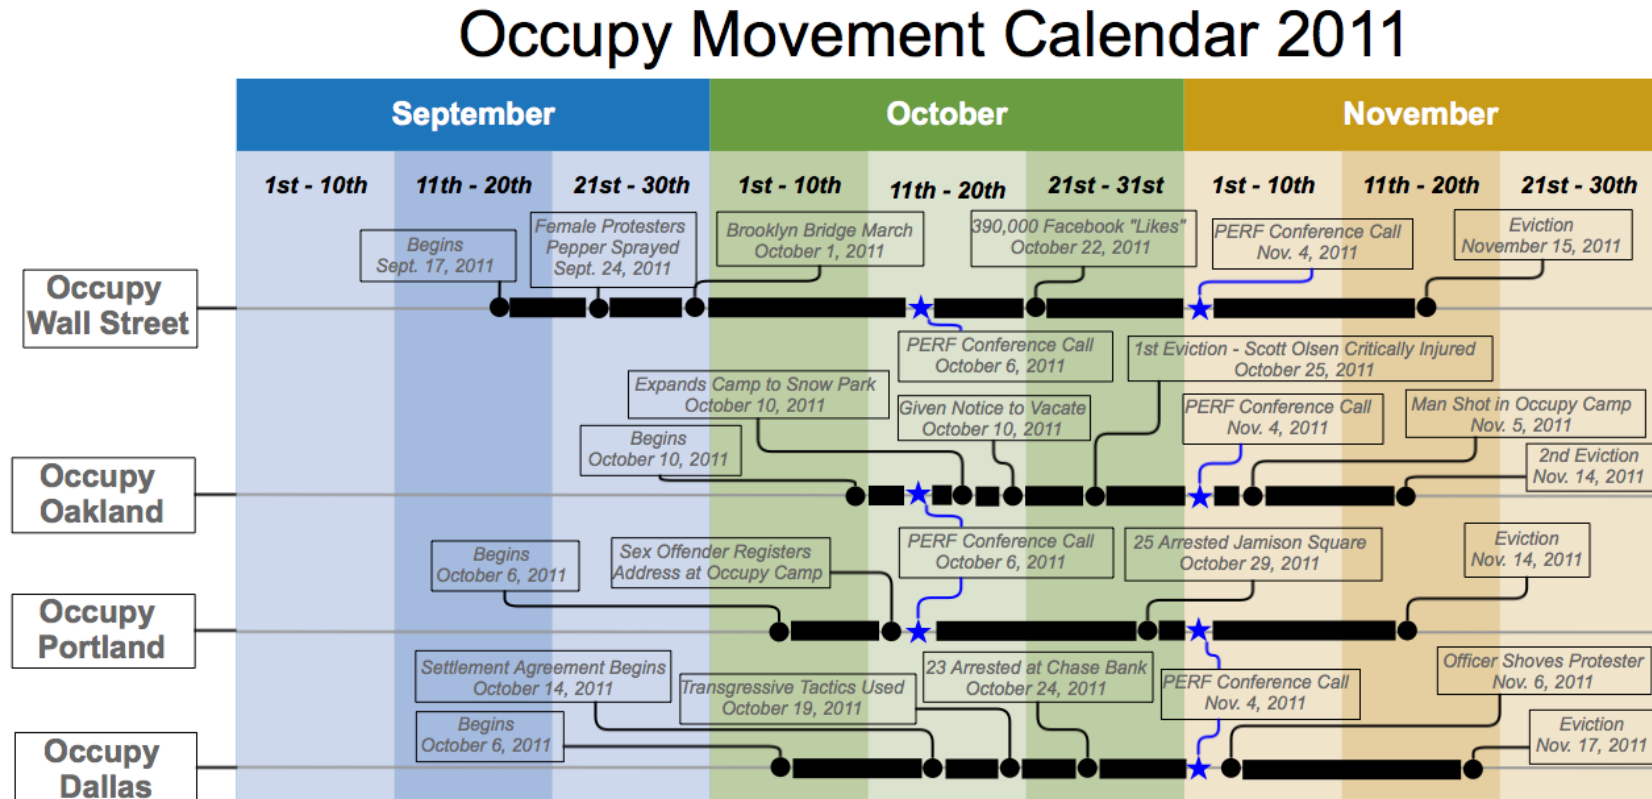 Occupy Movement Calendar 2011
September
October
November
1st - 10th
11th - 20th
21st - 30th
1st - 10th
11th - 20th
21st - 31st
1st - 10th
11th - 20th
21st - 30th
Occupy
Wall Street
Begins
Sept. 17, 2011
Female Protesters
Pepper Sprayed
Sept. 24, 2011
Brooklyn Bridge March
October 1, 2011
390,000 Facebook "Likes"
October 22, 2011
PERF Conference Call
Nov. 4, 2011
Eviction
November 15, 2011
PERF Conference Call
October 6, 2011
Occupy
Oakland
Begins
October 10, 2011
Expands Camp to Snow Park
October 10, 2011
Given Notice to Vacate
October 10, 2011
1st Eviction - Scott Olsen Critically Injured
October 25, 2011
PERF Conference Call
Nov. 4, 2011
Man Shot in Occupy Camp
Nov. 5, 2011
2nd Eviction
Nov. 14, 2011
Occupy
Portland
Begins
October 6, 2011
Sex Offender Registers
Address at Occupy Camp
PERF Conference Call
October 6, 2011
25 Arrested Jamison Square
October 29, 2011
Eviction
Nov. 14, 2011
Occupy
Dallas
Begins
October 6, 2011
Settlement Agreement Begins
October 14, 2011
Transgressive Tactics Used
October 19, 2011
23 Arrested at Chase Bank
October 24, 2011
PERF Conference Call
Nov. 4, 2011
Officer Shoves Protester
Nov. 6, 2011
Eviction
Nov. 17, 2011